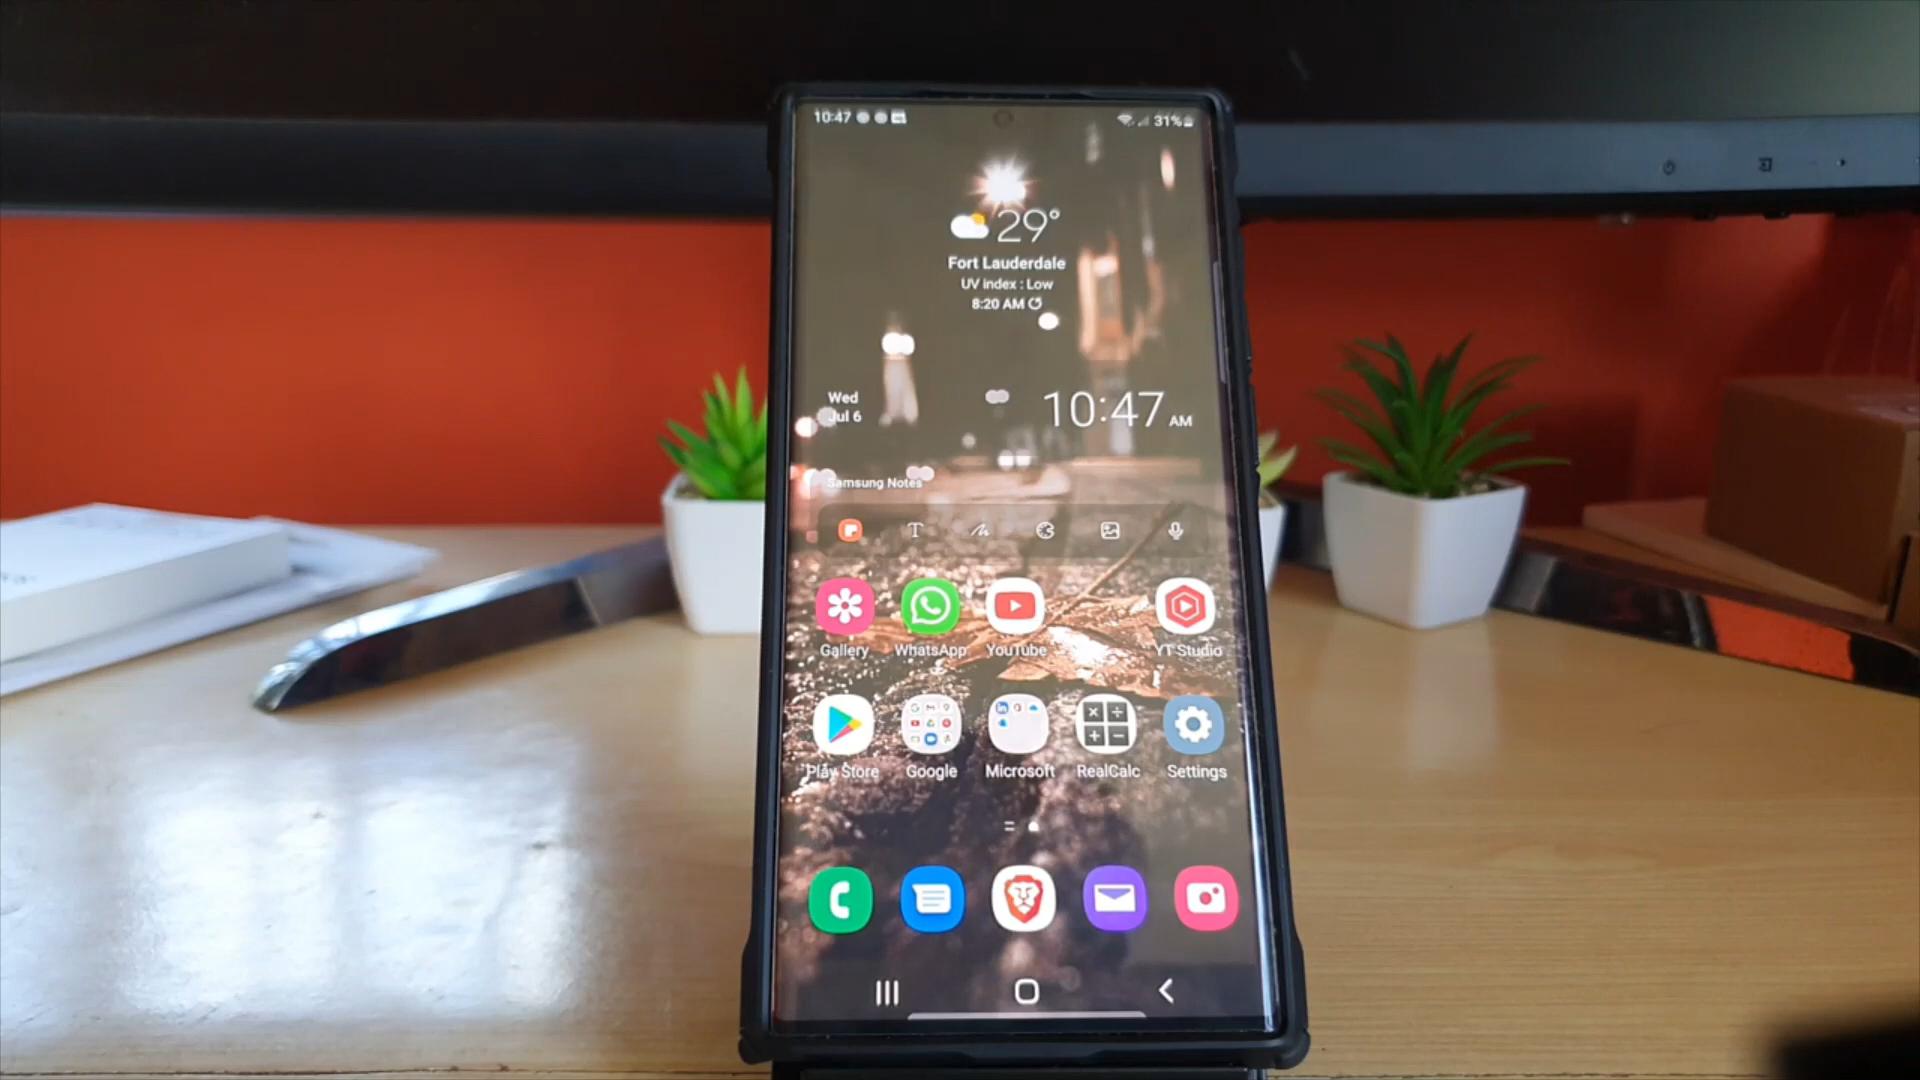 10:47
31%
29°
Fort Lauderdale
UV index : Low
8:20 AM
Wed
Jul 6
10:47 AM
Samsung Notes
T
Gallery
WhatsApp
YouTube
YT Studio
Play Store
Google
Microsoft
RealCalc
Settings